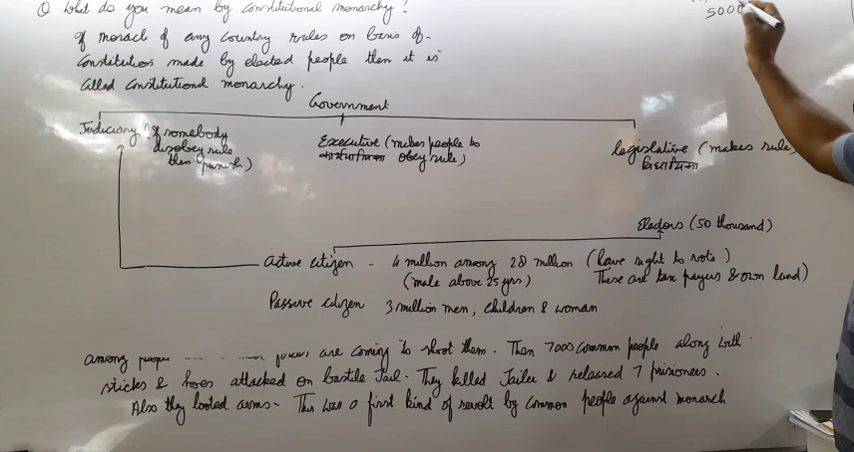 5000
Q What do you mean by Constitutional monarchy?
If morach of any Country rules on basis of-
Constitution made by elected people then it is
Called Constitutional monarchy.
Government
Judiciary (if somebody
disobey rule
then punish)
Executive (makes people to
कार्यपालिका obey rule)
legislative (makes rule
विधायिका
Electors (50 thousand)
Active Citizen - 4 million among 28 million (have right to vote)
(male above 25 yrs) These are tax payers & own land)
Passive citizen 3 million men, Children & woman
among people are coming to shoot them. Then 7000 Common people along with
sticks & hoes attacked on bastile Jail. They killed Jailer & released 7 prisioners.
Also they looted arms- This was a first kind of revolt by Common people against monarch